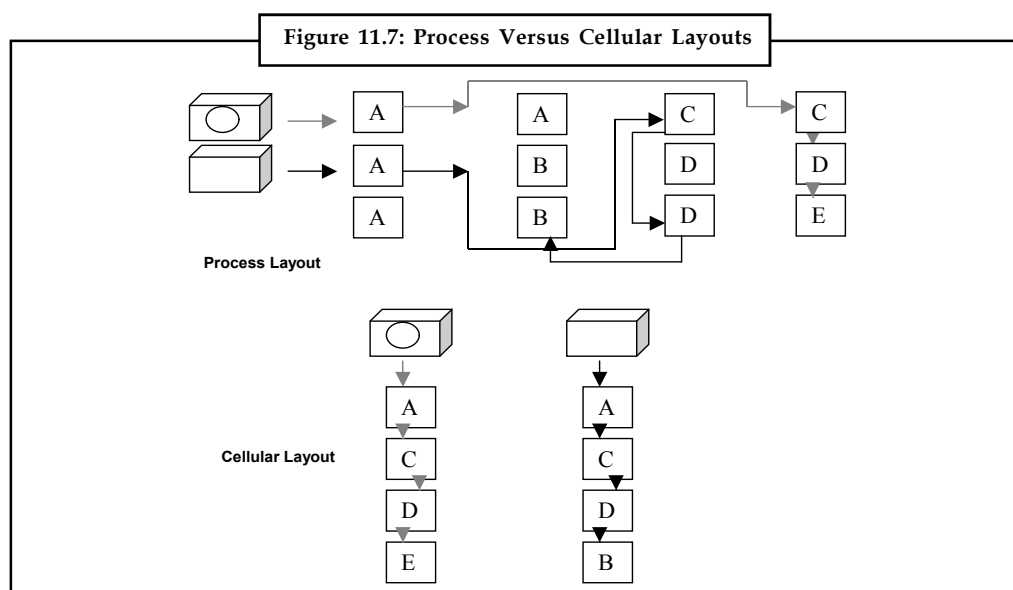 Figure 11.7: Process Versus Cellular Layouts
A A C C
A B D D
A B D E
Process Layout
A A
C C
Cellular Layout
D D
E B